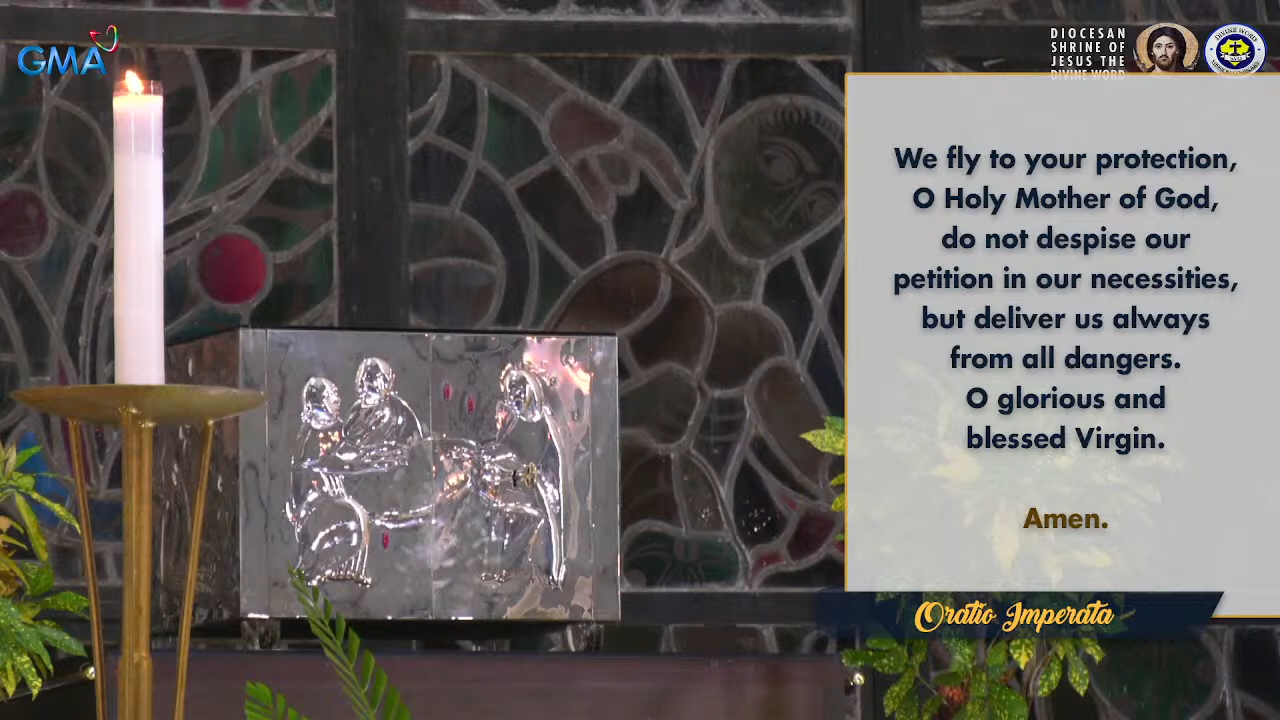 GMA
DIOCESAN
SHRINE OF
JESUS THE
DIVINE WORD
We fly to your protection,
O Holy Mother of God,
do not despise our
petition in our necessities,
but deliver us always
from all dangers.
O glorious and
blessed Virgin.
Amen.
Oratio Imperata